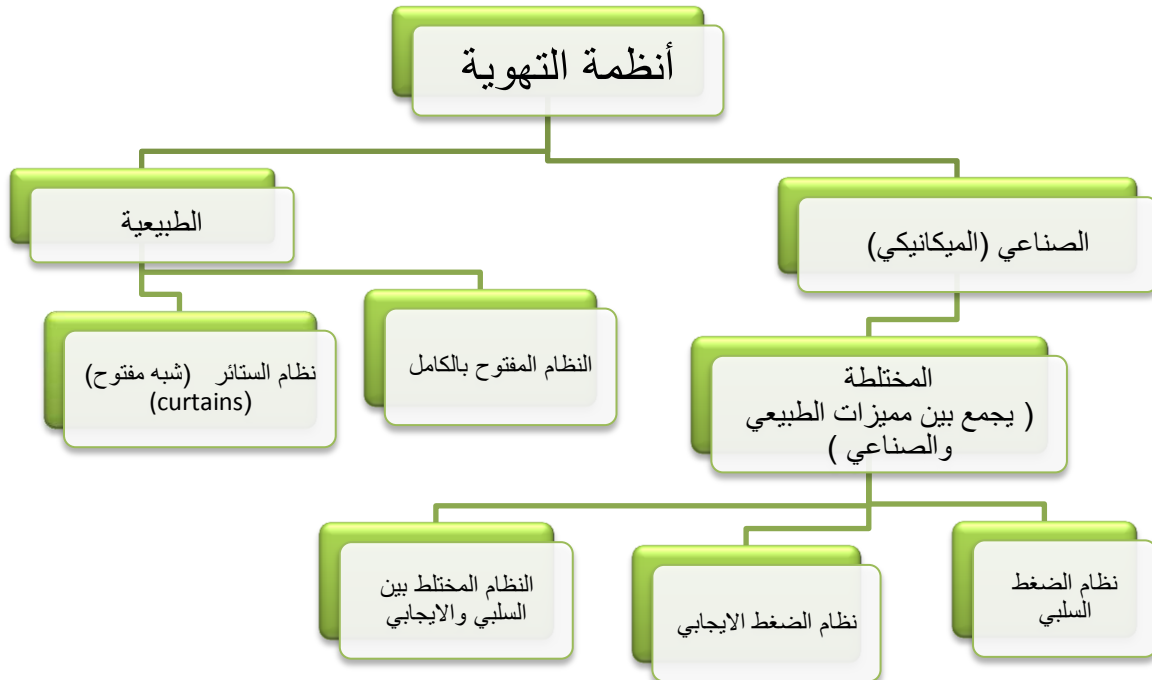 أنظمة التهوية
الصناعي (الميكانيكي)
الطبيعية
المختلطة
( يجمع بين مميزات الطبيعي
والصناعي )
النظام المفتوح بالكامل
نظام الستائر (شبه مفتوح)
(curtains)
نظام الضغط
السلبي
نظام الضغط الايجابي
النظام المختلط بين
السلبي والايجابي